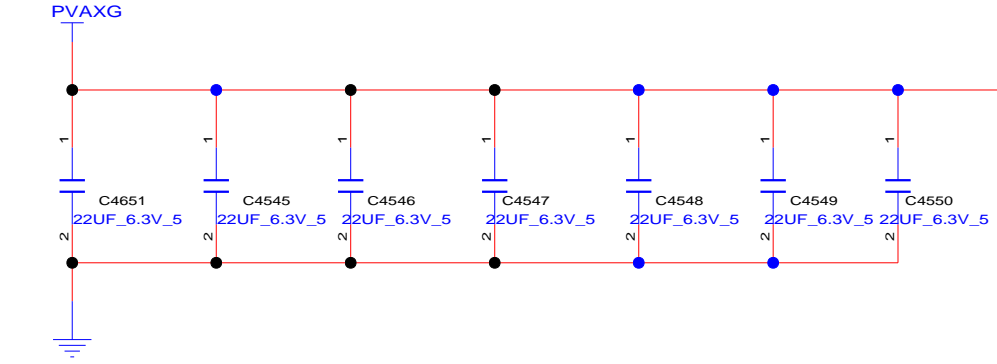 PVAXG
1 1 1 1 1 1 1
C4651 C4545 C4546 C4547 C4548 C4549 C4550
22UF_6.3V_5 22UF_6.3V_5 22UF_6.3V_5 22UF_6.3V_5 22UF_6.3V_5 22UF_6.3V_5 22UF_6.3V_5
2 2 2 2 2 2 2